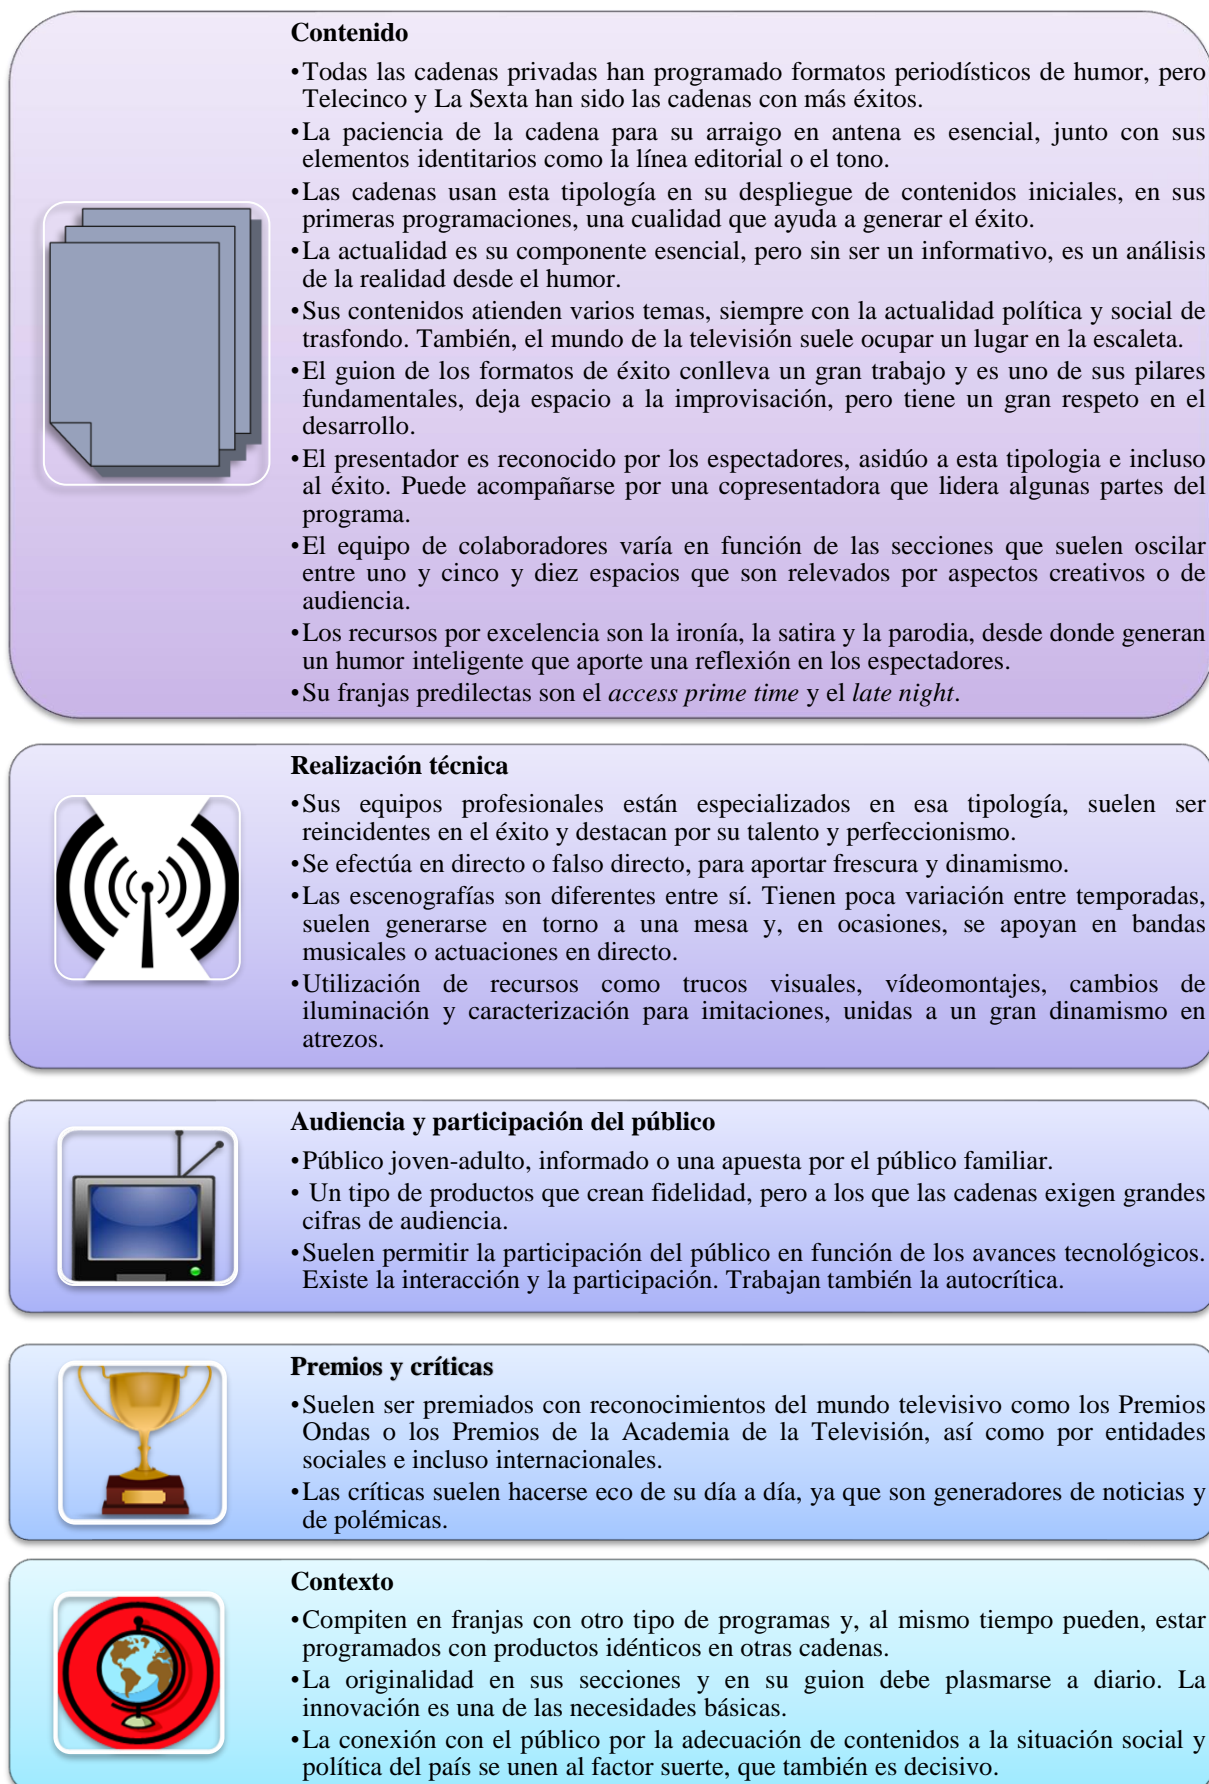 Contenido
•Todas las cadenas privadas han programado formatos periodísticos de humor, pero
Telecinco y La Sexta han sido las cadenas con más éxitos.
•La paciencia de la cadena para su arraigo en antena es esencial, junto con sus
elementos identitarios como la línea editorial o el tono.
•Las cadenas usan esta tipología en su despliegue de contenidos iniciales, en sus
primeras programaciones, una cualidad que ayuda a generar el éxito.
•La actualidad es su componente esencial, pero sin ser un informativo, es un análisis
de la realidad desde el humor.
•Sus contenidos atienden varios temas, siempre con la actualidad política y social de
trasfondo. También, el mundo de la televisión suele ocupar un lugar en la escaleta.
•El guion de los formatos de éxito conlleva un gran trabajo y es uno de sus pilares
fundamentales, deja espacio a la improvisación, pero tiene un gran respeto en el
desarrollo.
•El presentador es reconocido por los espectadores, asidúo a esta tipologia e incluso
al éxito. Puede acompañarse por una copresentadora que lidera algunas partes del
programa.
•El equipo de colaboradores varía en función de las secciones que suelen oscilar
entre uno y cinco y diez espacios que son relevados por aspectos creativos o de
audiencia.
•Los recursos por excelencia son la ironía, la satira y la parodia, desde donde generan
un humor inteligente que aporte una reflexión en los espectadores.
•Su franjas predilectas son el access prime time y el late night.
Realización técnica
•Sus equipos profesionales están especializados en esa tipología, suelen ser
reincidentes en el éxito y destacan por su talento y perfeccionismo.
•Se efectúa en directo o falso directo, para aportar frescura y dinamismo.
•Las escenografías son diferentes entre sí. Tienen poca variación entre temporadas,
suelen generarse en torno a una mesa y, en ocasiones, se apoyan en bandas
musicales o actuaciones en directo.
•Utilización de recursos como trucos visuales, vídeomontajes, cambios de
iluminación y caracterización para imitaciones, unidas a un gran dinamismo en
atrezos.
Audiencia y participación del público
•Público joven-adulto, informado o una apuesta por el público familiar.
• Un tipo de productos que crean fidelidad, pero a los que las cadenas exigen grandes
cifras de audiencia.
•Suelen permitir la participación del público en función de los avances tecnológicos.
Existe la interacción y la participación. Trabajan también la autocrítica.
Premios y críticas
•Suelen ser premiados con reconocimientos del mundo televisivo como los Premios
Ondas o los Premios de la Academia de la Televisión, así como por entidades
sociales e incluso internacionales.
•Las críticas suelen hacerse eco de su día a día, ya que son generadores de noticias y
de polémicas.
Contexto
•Compiten en franjas con otro tipo de programas y, al mismo tiempo pueden, estar
programados con productos idénticos en otras cadenas.
•La originalidad en sus secciones y en su guion debe plasmarse a diario. La
innovación es una de las necesidades básicas.
•La conexión con el público por la adecuación de contenidos a la situación social y
política del país se unen al factor suerte, que también es decisivo.